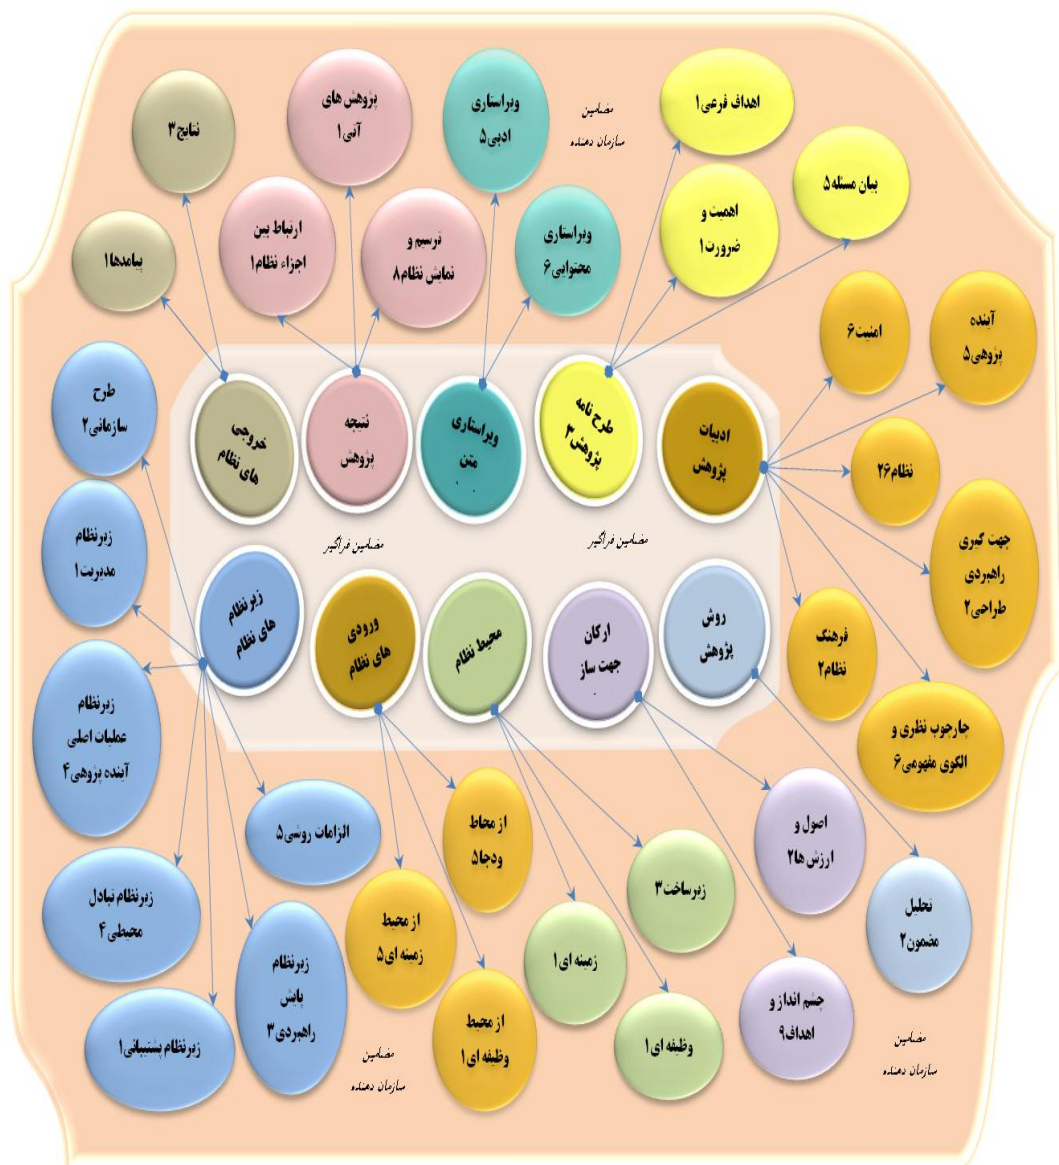 اهداف فرعی۱
بیان مسئله۵
اهمیت و
ضرورت۱
مضامین
سازمان دهنده
ویراستاری
ادبی۵
ویراستاری
محتوایی۶
پژوهش های
آتی۱
ترسیم و
نمایش نظام۸
ارتباط بین
اجزاء نظام۱
نتایج۳
پیامدها۱
آینده
پژوهی۵
امنیت۶
نظام۲۶
جهت گیری
راهبردی
طراحی۲
فرهنگ
نظام۲
چارچوب نظری و
الگوی مفهومی۶
ادبیات
پژوهش
طرح نامه
پژوهش۳
ویراستاری
متن
نتیجه
پژوهش
خروجی
های نظام
مضامین فراگیر
مضامین فراگیر
روش
پژوهش
ارکان
جهت ساز
محیط نظام
ورودی
های نظام
زیرنظام
های نظام
طرح
سازمانی۲
زیرنظام
مدیریت۱
زیرنظام
عملیات اصلی
آینده پژوهی۴
زیرنظام تبادل
محیطی۴
زیرنظام پشتیبانی۱
زیرنظام
پایش
راهبردی۳
الزامات روشی۵
از محاط
ودجا۵
از محیط
زمینه ای۵
از محیط
وظیفه ای۱
زیرساخت۳
زمینه ای۱
وظیفه ای۱
اصول و
ارزش ها۲
چشم انداز و
اهداف۹
تحلیل
مضمون۲
مضامین
سازمان دهنده
مضامین
سازمان دهنده